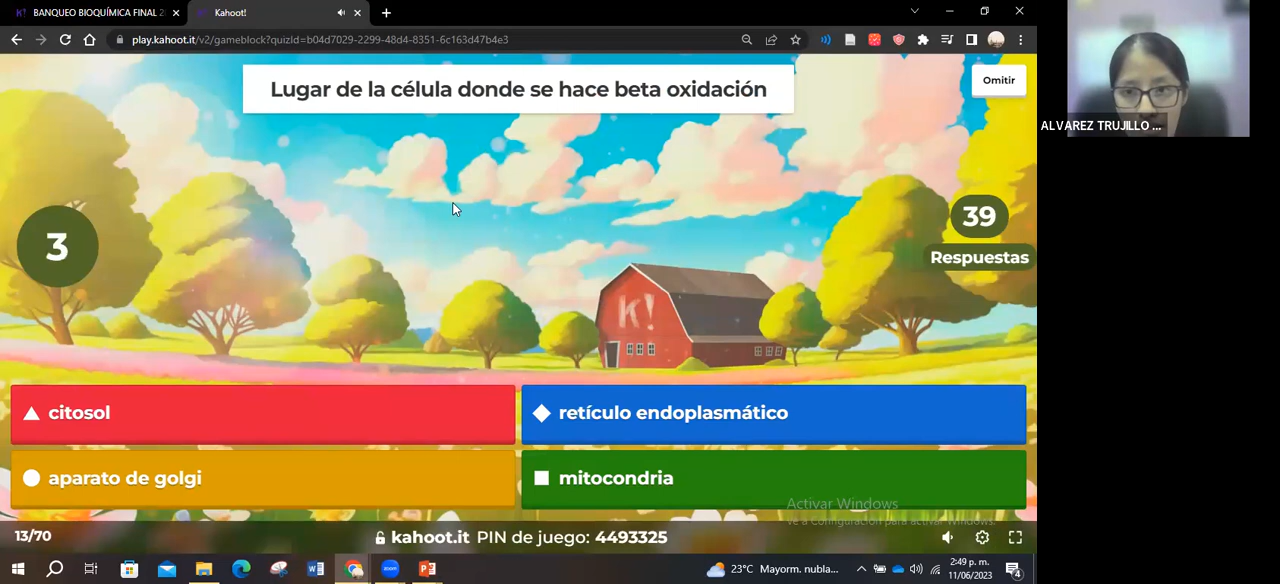 BANQUEO BIOQUÍMICA FINAL 2
Kahoot!
play.kahoot.it/v2/gameblock?quizId=b04d7029-2299-48d4-8351-6c163d47b4e3
Lugar de la célula donde se hace beta oxidación
Omitir
ALVAREZ TRUJILLO ...
3
39
Respuestas
k!
citosol
retículo endoplasmático
aparato de golgi
mitocondria
Activar Windows
Ve a Configuración para activar Windows.
13/70
kahoot.it PIN de juego: 4493325
23°C Mayorm. nubla...
2:49 p. m.
11/06/2023
4